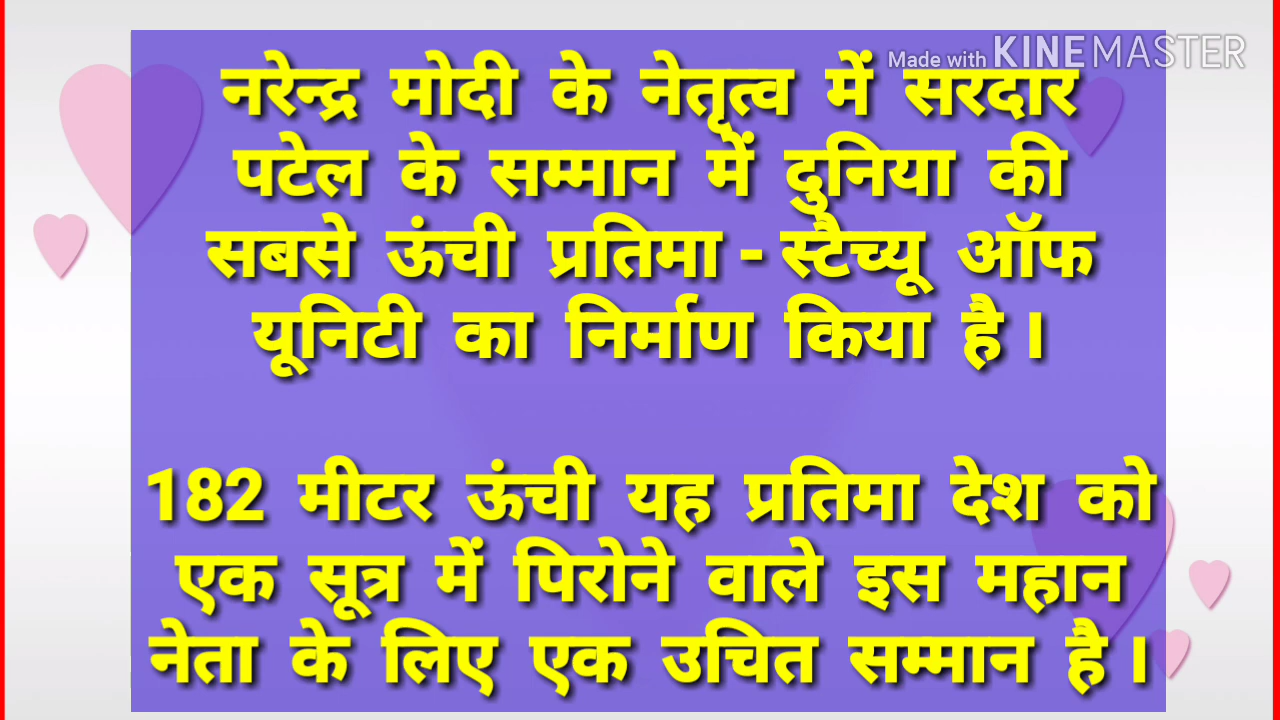 Made with KINEMASTER
नरेन्द्र मोदी के नेतृत्व में सरदार
पटेल के सम्मान में दुनिया की
सबसे ऊंची प्रतिमा - स्टैच्यू ऑफ
यूनिटी का निर्माण किया है ।
182 मीटर ऊंची यह प्रतिमा देश को
एक सूत्र में पिरोने वाले इस महान
नेता के लिए एक उचित सम्मान है ।